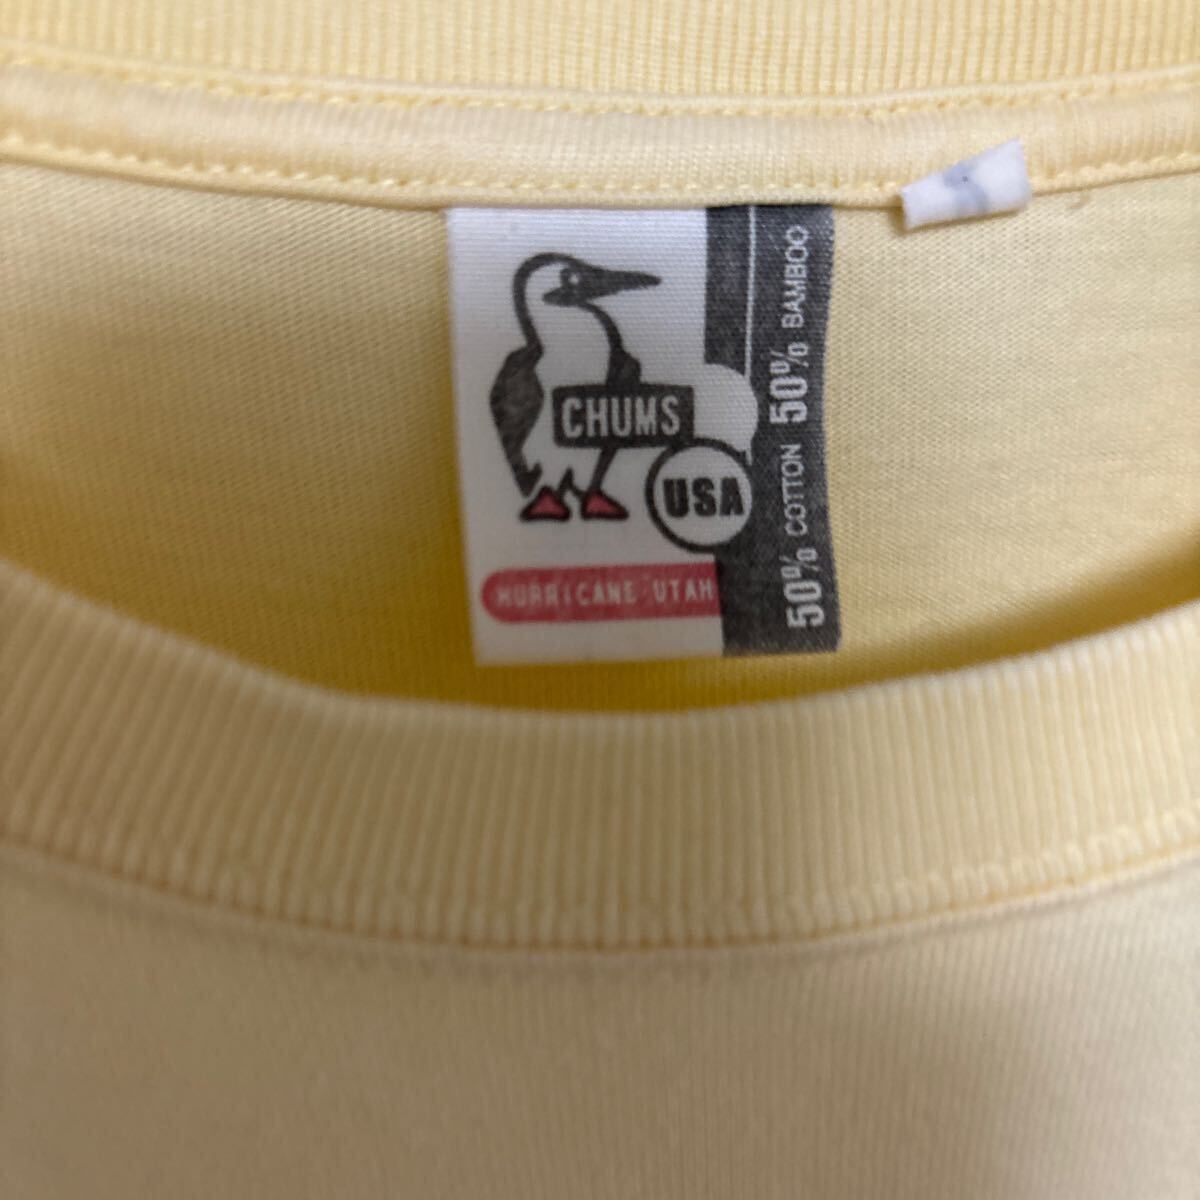 CHUMS
USA
HURRICANE UTAH
50% COTTON 50% BAMBOO